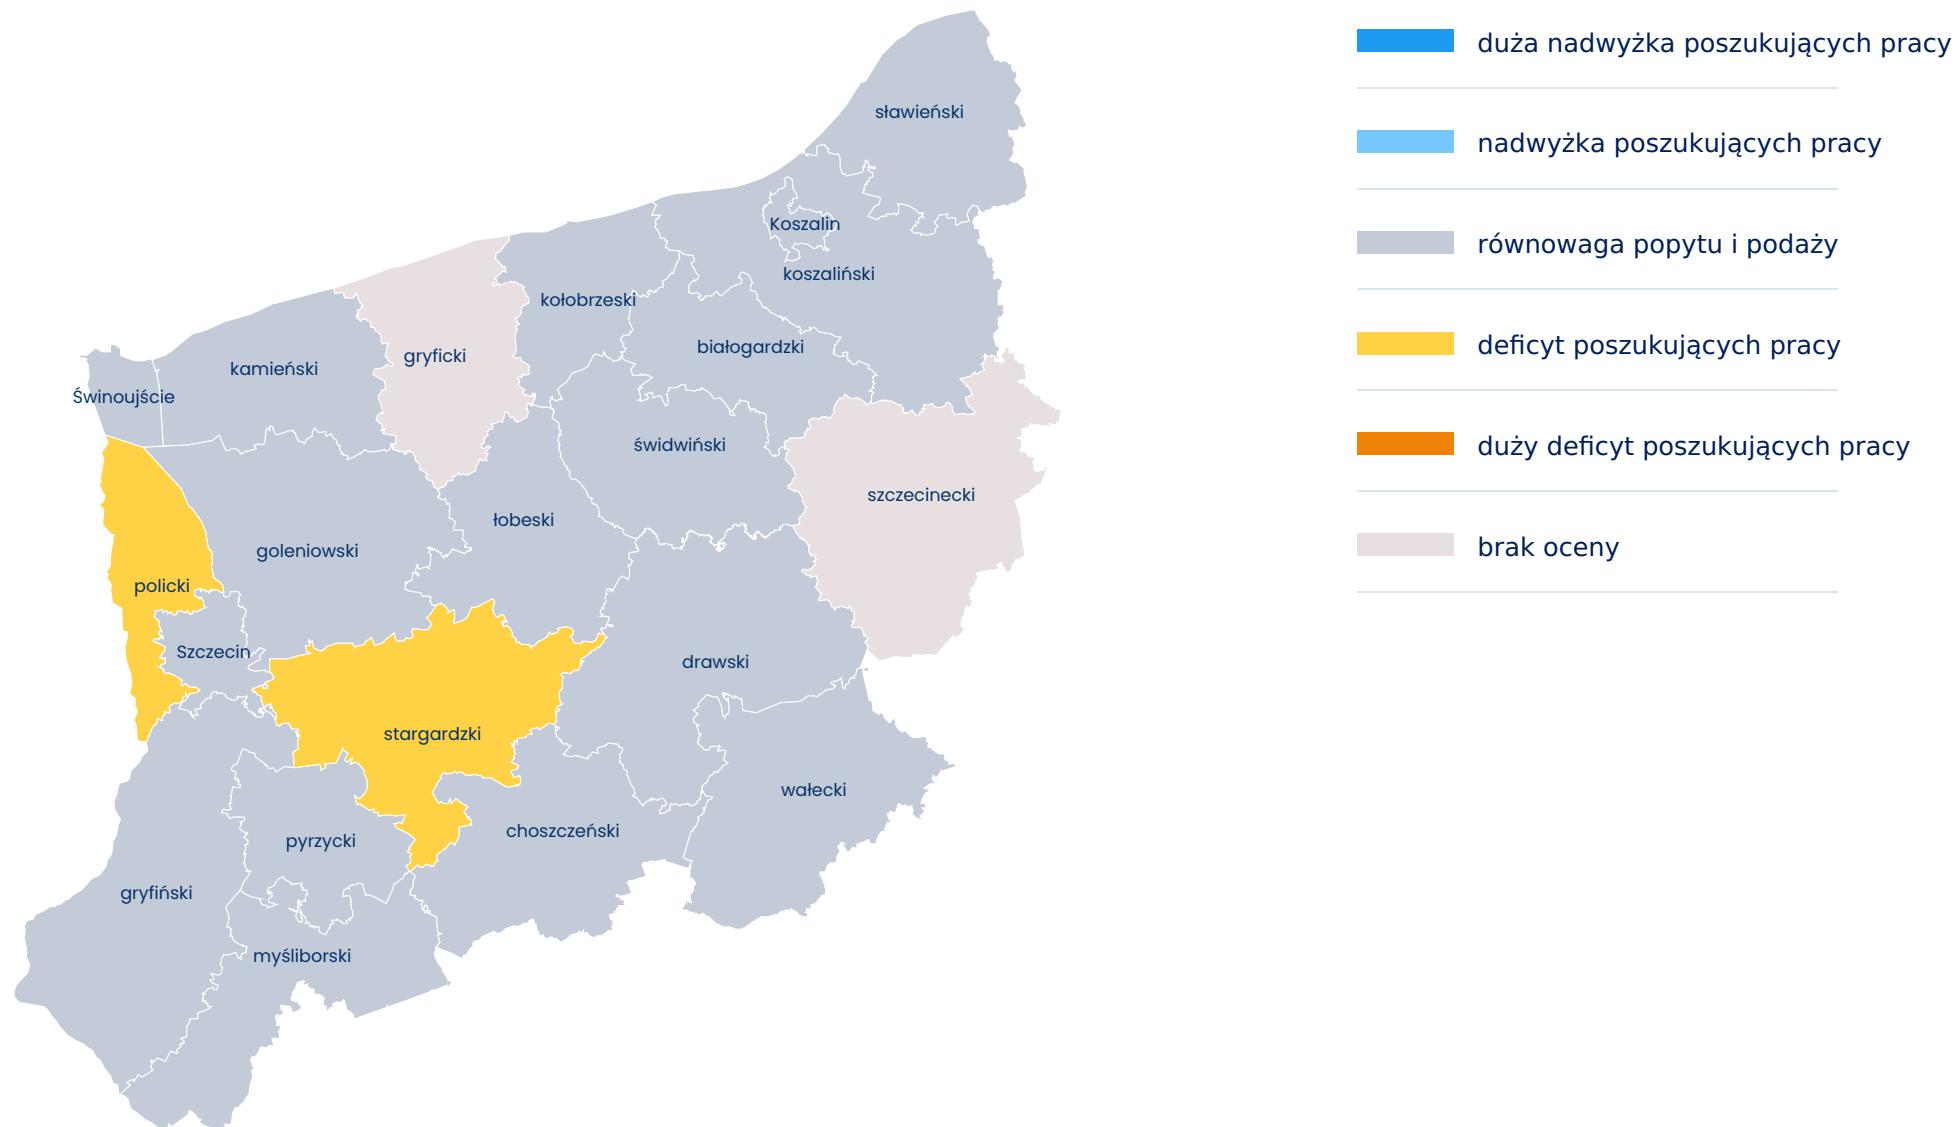 sławieński
Koszalin
koszaliński
kołobrzeski
białogardzki
gryficki
kamieński
Świnoujście
świdwiński
szczecinecki
łobeski
goleniowski
policki
Szczecin
drawski
stargardzki
wałecki
choszczeński
pyrzycki
gryfiński
myśliborski
duża nadwyżka poszukujących pracy
nadwyżka poszukujących pracy
równowaga popytu i podaży
deficyt poszukujących pracy
duży deficyt poszukujących pracy
brak oceny